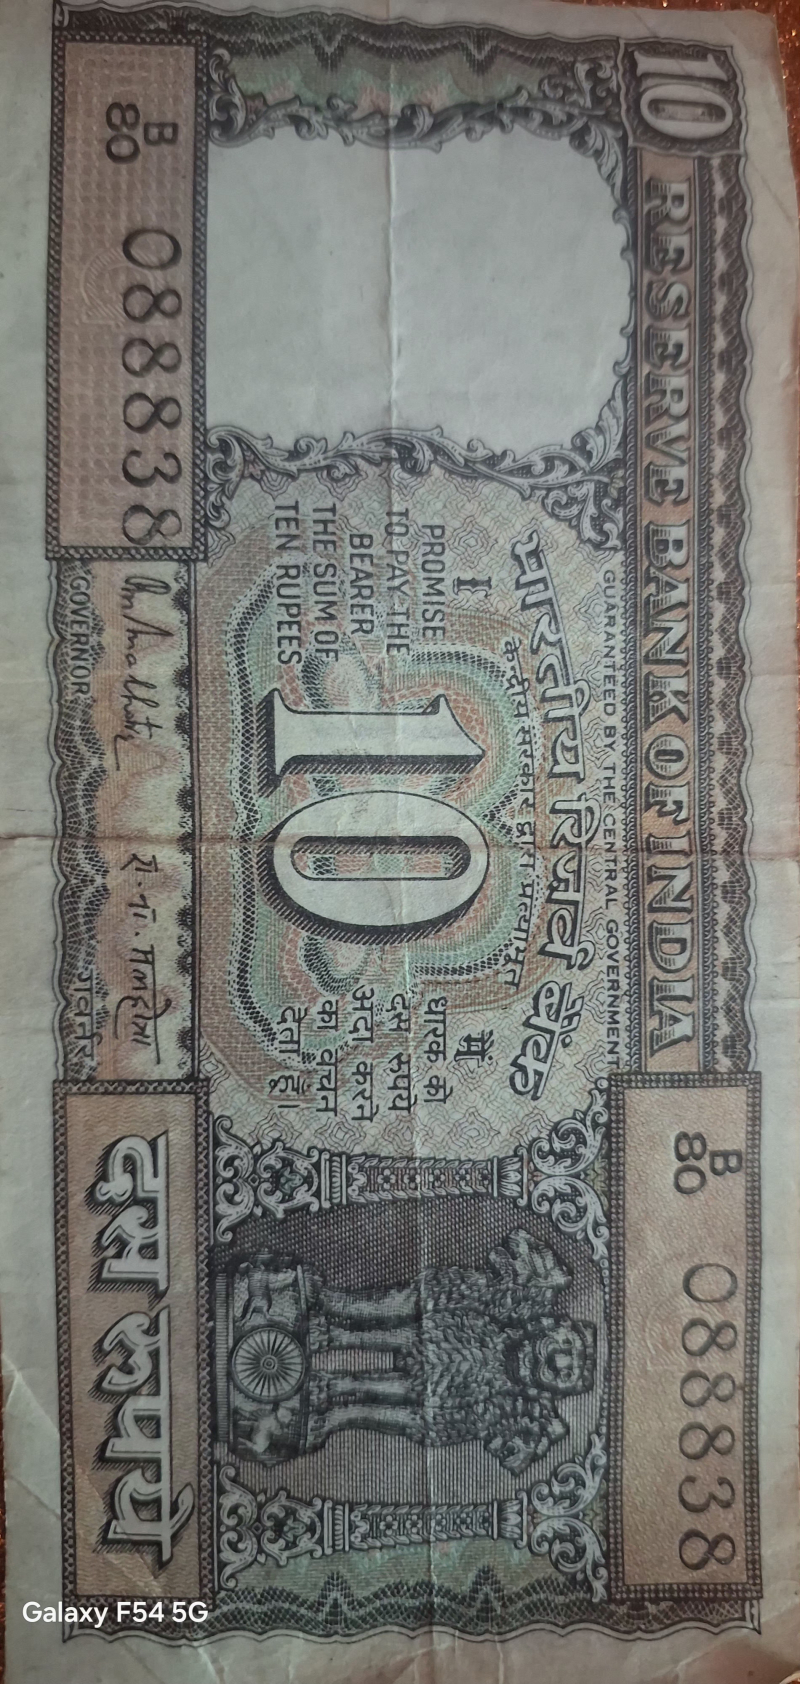 10 RESERVE BANK OF INDIA
GUARANTEED BY THE CENTRAL GOVERNMENT
B
80 088838
भारतीय रिज़र्व बैंक
केन्द्रीय सरकार द्वारा प्रत्याभूत
I
PROMISE
TO PAY THE
BEARER
THE SUM OF
TEN RUPEES
10
मैं
धारक को
दस रुपये
अदा करने
का वचन
देता हूँ।
B
80 088838
रा. ना. मलहोत्रा
GOVERNOR
गवर्नर
दस रुपये
Galaxy F54 5G